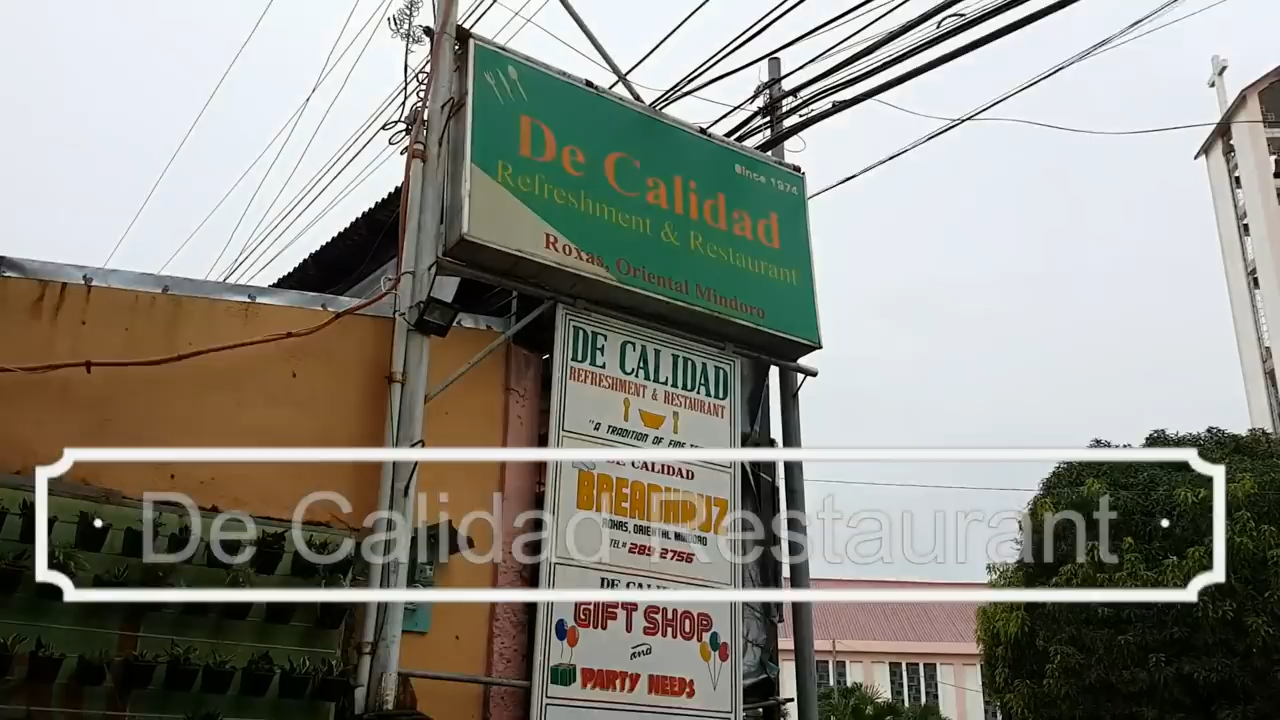 De Calidad
Since 1974
Refreshment & Restaurant
Roxas, Oriental Mindoro
DE CALIDAD
REFRESHMENT & RESTAURANT
"A TRADITION OF FINE
DE CALIDAD
BREADHAUZ
ROXAS, ORIENTAL MINDORO
TEL# 289-2756
De Calidad Restaurant
GIFT SHOP
and
PARTY NEEDS